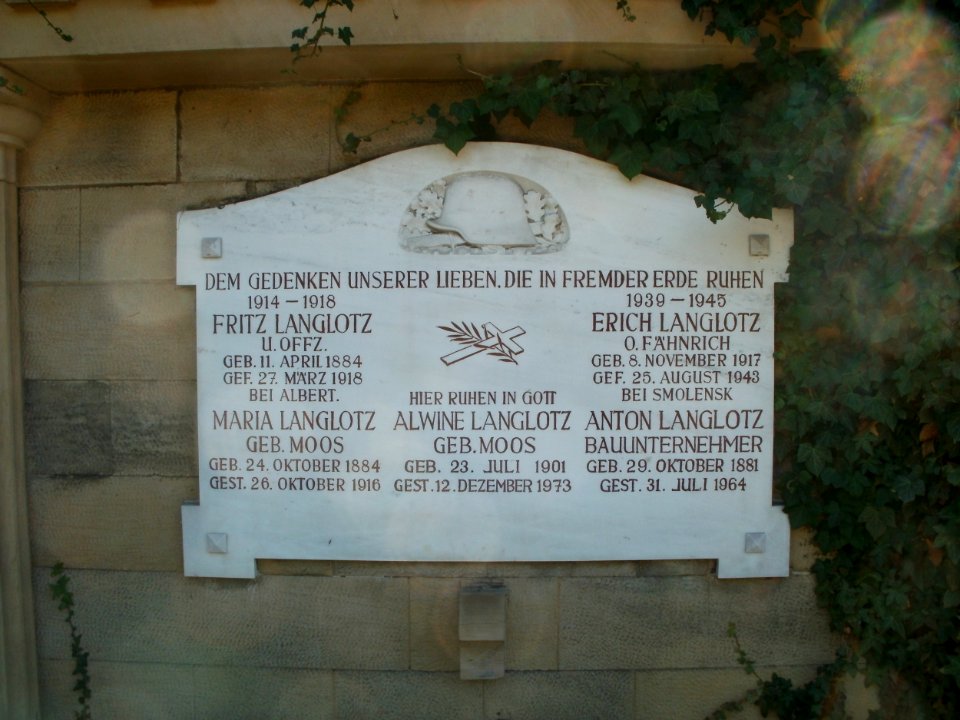 DEM GEDENKEN UNSERER LIEBEN. DIE IN FREMDER ERDE RUHEN
1914 – 1918
FRITZ LANGLOTZ
U. OFFZ.
GEB. 11. APRIL 1884
GEF. 27. MÄRZ 1918
BEI ALBERT.
1939 – 1945
ERICH LANGLOTZ
O. FÄHNRICH
GEB. 8. NOVEMBER 1917
GEF. 25. AUGUST 1943
BEI SMOLENSK
HIER RUHEN IN GOTT
MARIA LANGLOTZ
GEB. MOOS
GEB. 24. OKTOBER 1884
GEST. 26. OKTOBER 1916
ALWINE LANGLOTZ
GEB. MOOS
GEB. 23. JULI 1901
GEST. 12. DEZEMBER 1973
ANTON LANGLOTZ
BAUUNTERNEHMER
GEB. 29. OKTOBER 1881
GEST. 31. JULI 1964